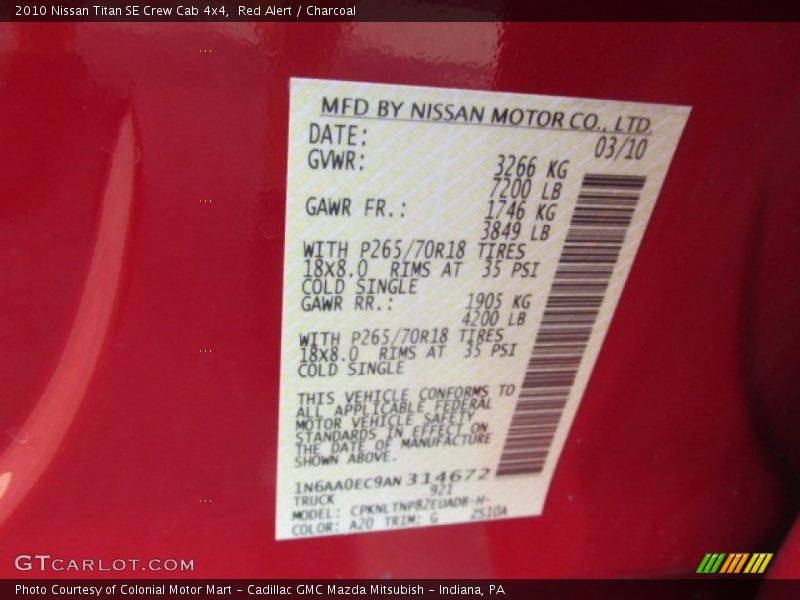 2010 Nissan Titan SE Crew Cab 4x4, Red Alert / Charcoal
MFD BY NISSAN MOTOR CO., LTD.
DATE: 03/10
GVWR: 3266 KG
7200 LB
GAWR FR.: 1746 KG
3849 LB
WITH P265/70R18 TIRES
18X8.0 RIMS AT 35 PSI
COLD SINGLE
GAWR RR.: 1905 KG
4200 LB
WITH P265/70R18 TIRES
18X8.0 RIMS AT 35 PSI
COLD SINGLE
THIS VEHICLE CONFORMS TO
ALL APPLICABLE FEDERAL
MOTOR VEHICLE SAFETY
STANDARDS IN EFFECT ON
THE DATE OF MANUFACTURE
SHOWN ABOVE.
1N6AA0EC9AN314672
TRUCK 921
MODEL: CPKNLTNP82EUADB-H-
COLOR: A20 TRIM: G ZS10A
GTCARLOT.COM
Photo Courtesy of Colonial Motor Mart - Cadillac GMC Mazda Mitsubish - Indiana, PA